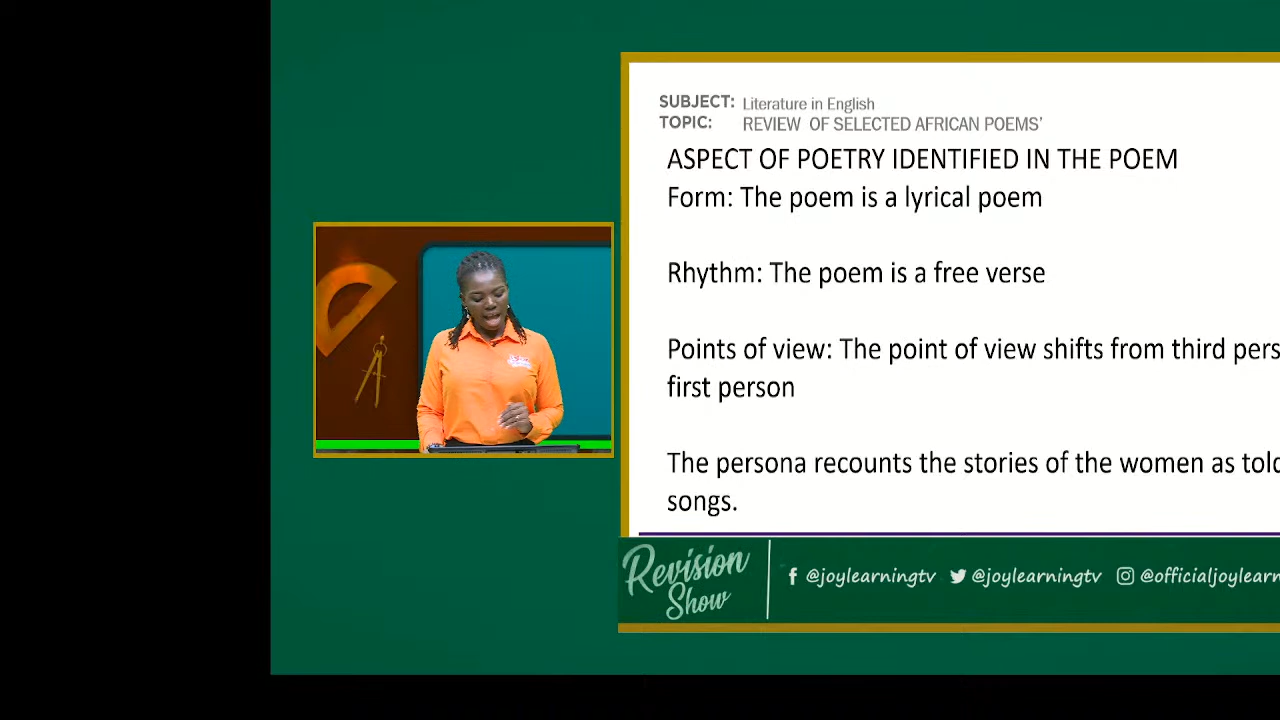 SUBJECT: Literature in English
TOPIC: REVIEW OF SELECTED AFRICAN POEMS’
ASPECT OF POETRY IDENTIFIED IN THE POEM
Form: The poem is a lyrical poem
Rhythm: The poem is a free verse
Points of view: The point of view shifts from third pers
first person
The persona recounts the stories of the women as told
songs.
Revision
Show
@joylearningtv @joylearningtv @officialjoylearn